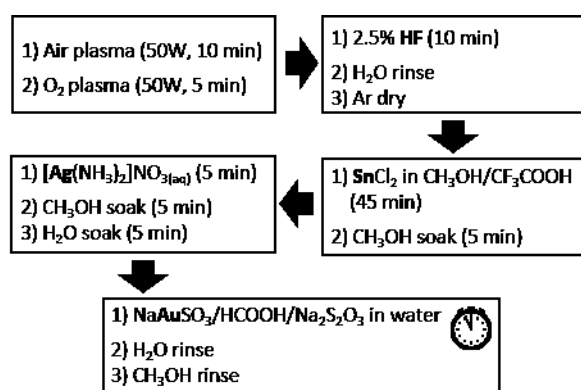 1) Air plasma (50W, 10 min)
2) O₂ plasma (50W, 5 min)
1) 2.5% HF (10 min)
2) H₂O rinse
3) Ar dry
1) SnCl₂ in CH₃OH/CF₃COOH
(45 min)
2) CH₃OH soak (5 min)
1) [Ag(NH₃)₂]NO₃₍ₐq₎ (5 min)
2) CH₃OH soak (5 min)
3) H₂O soak (5 min)
1) NaAuSO₃/HCOOH/Na₂S₂O₃ in water
2) H₂O rinse
3) CH₃OH rinse